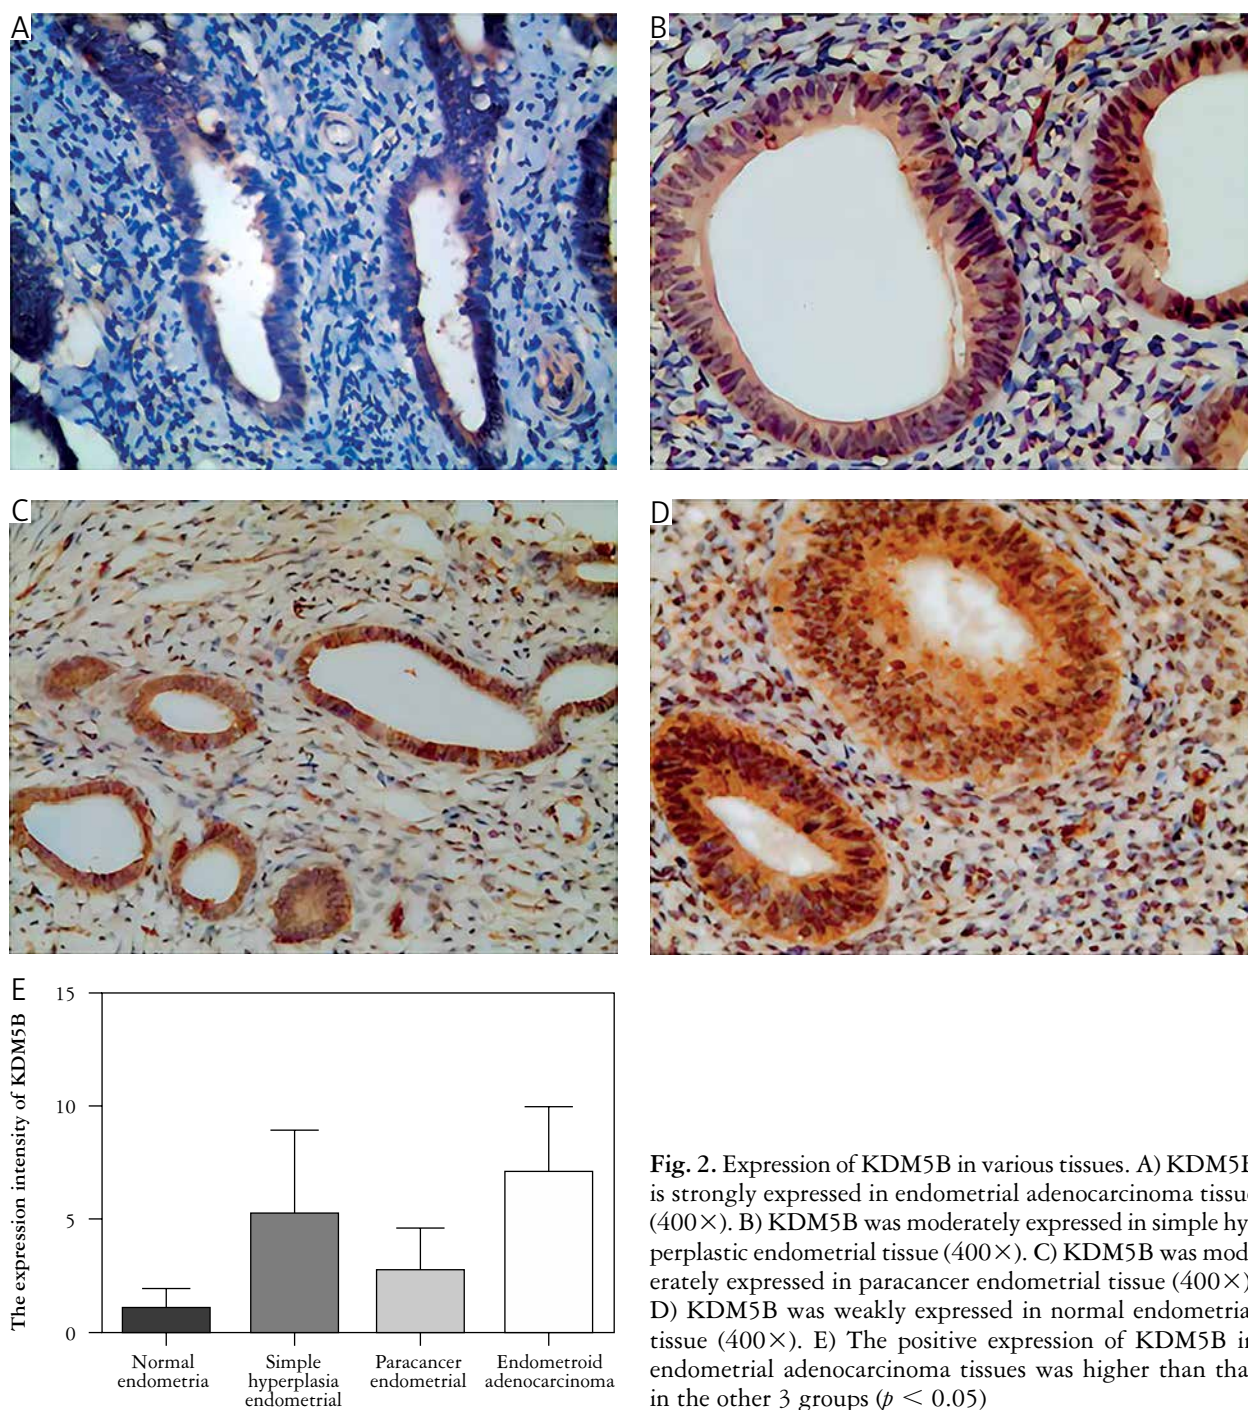 A
B
C
D
E
The expression intensity of KDM5B
15
10
5
0
Normal
endometria
Simple
hyperplasia
endometrial
Paracancer
endometrial
Endometroid
adenocarcinoma
Fig. 2. Expression of KDM5B in various tissues. A) KDM5B
is strongly expressed in endometrial adenocarcinoma tissue
(400×). B) KDM5B was moderately expressed in simple hy-
perplastic endometrial tissue (400×). C) KDM5B was mod-
erately expressed in paracancer endometrial tissue (400×).
D) KDM5B was weakly expressed in normal endometrial
tissue (400×). E) The positive expression of KDM5B in
endometrial adenocarcinoma tissues was higher than that
in the other 3 groups (p < 0.05)